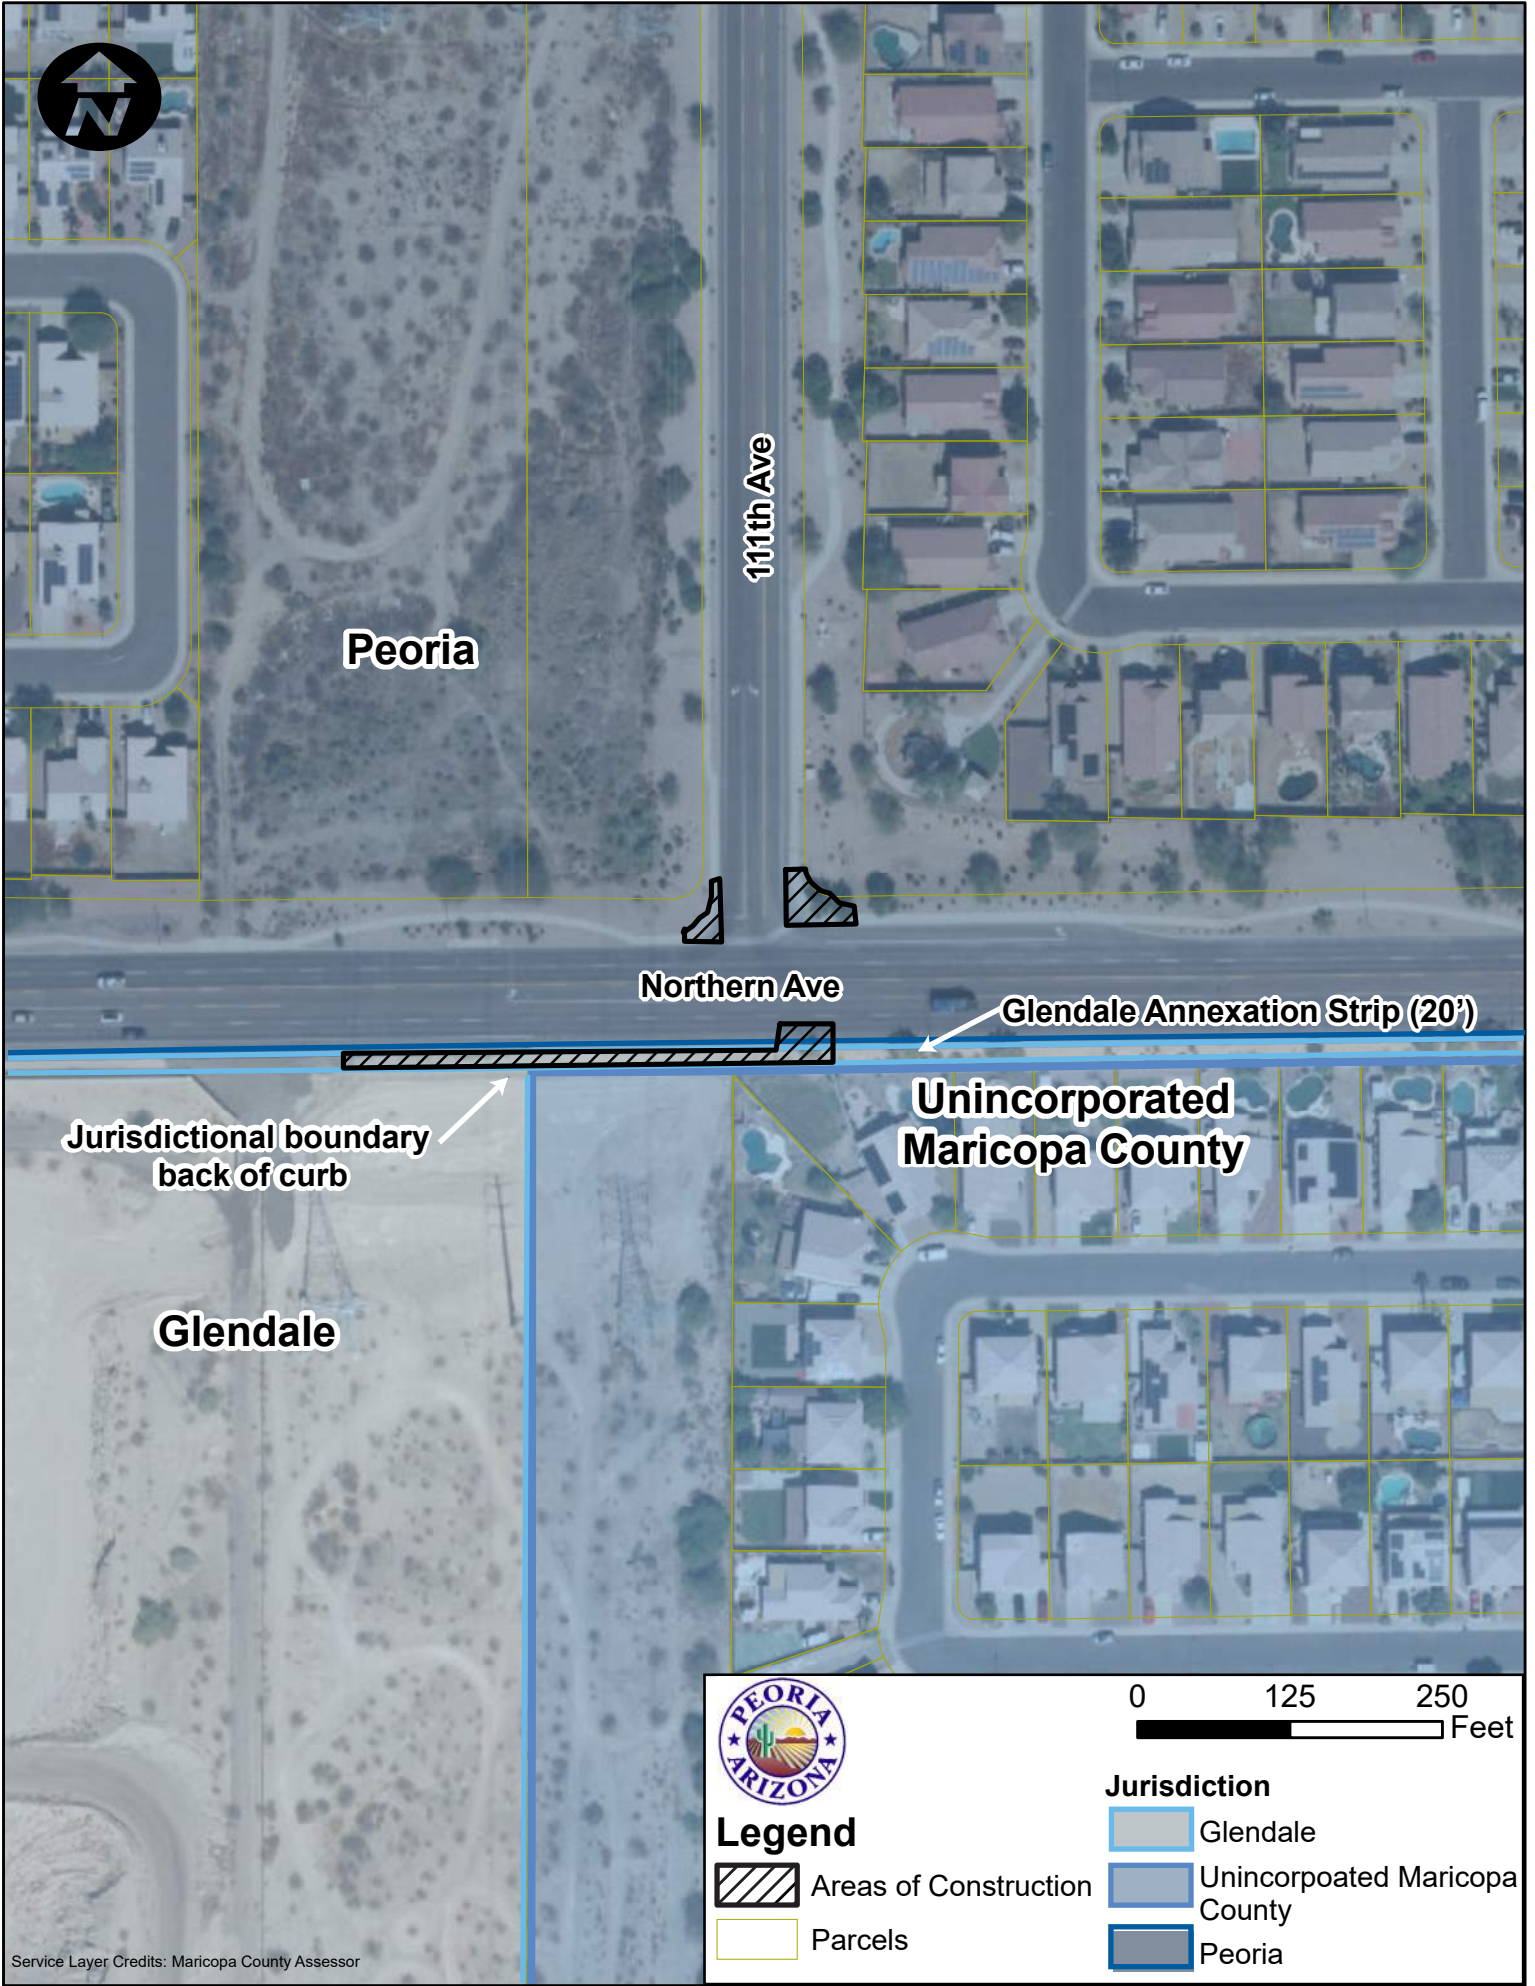 N
111th Ave
Peoria
Northern Ave
Glendale Annexation Strip (20')
Unincorporated
Maricopa County
Jurisdictional boundary
back of curb
Glendale
PEORIA
ARIZONA
0 125 250
Feet
Legend
Areas of Construction
Parcels
Jurisdiction
Glendale
Unincorpoated Maricopa
County
Peoria
Service Layer Credits: Maricopa County Assessor